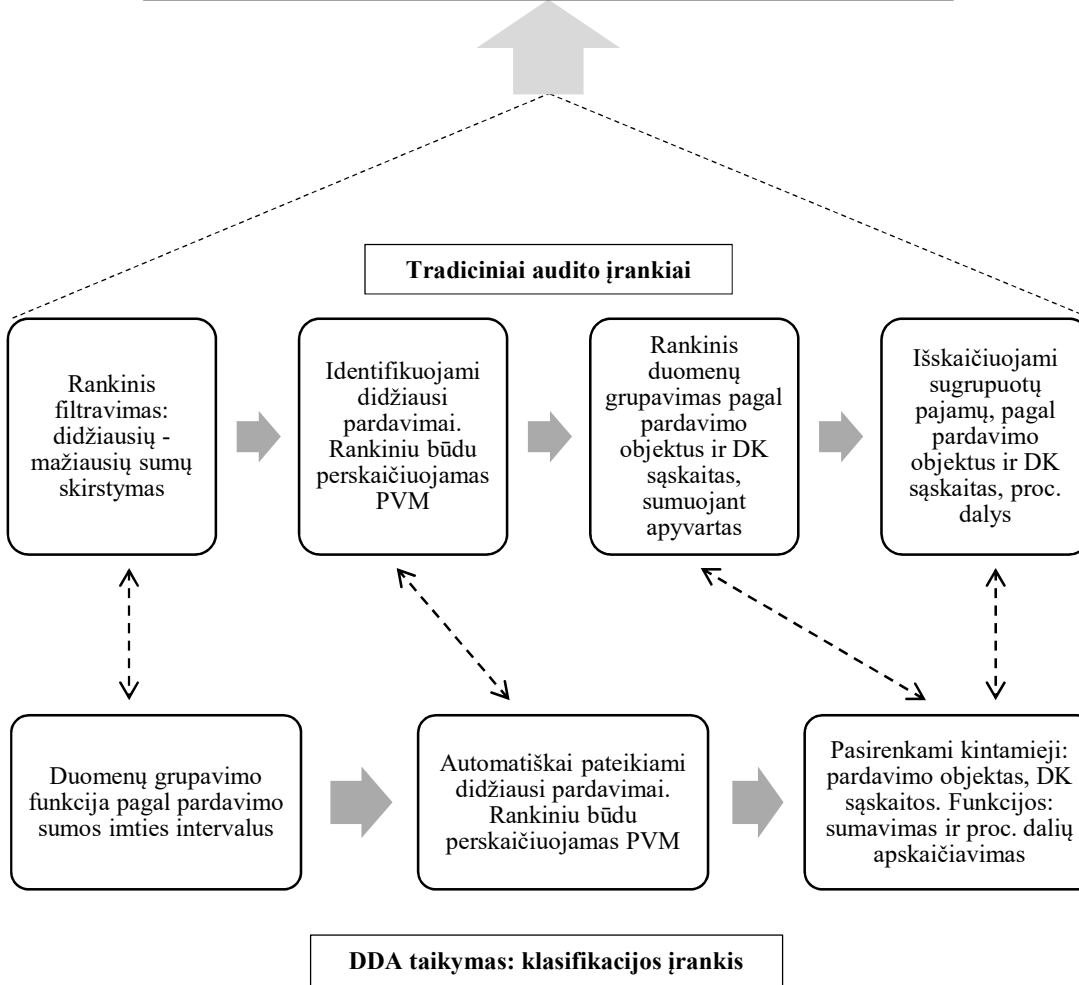 Tradiciniai audito įrankiai
Rankinis
filtravimas:
didžiausių -
mažiausių sumų
skirstymas
Identifikuojami
didžiausi
pardavimai.
Rankiniu būdu
perskaičiuojamas
PVM
Rankinis
duomenų
grupavimas pagal
pardavimo
objektus ir DK
sąskaitas,
sumuojant
apyvartas
Išskaičiuojami
sugrupuotų
pajamų, pagal
pardavimo
objektus ir DK
sąskaitas, proc.
dalys
Duomenų grupavimo
funkcija pagal pardavimo
sumos imties intervalus
Automatiškai pateikiami
didžiausi pardavimai.
Rankiniu būdu
perskaičiuojamas PVM
Pasirenkami kintamieji:
pardavimo objektas, DK
sąskaitos. Funkcijos:
sumavimas ir proc. dalių
apskaičiavimas
DDA taikymas: klasifikacijos įrankis